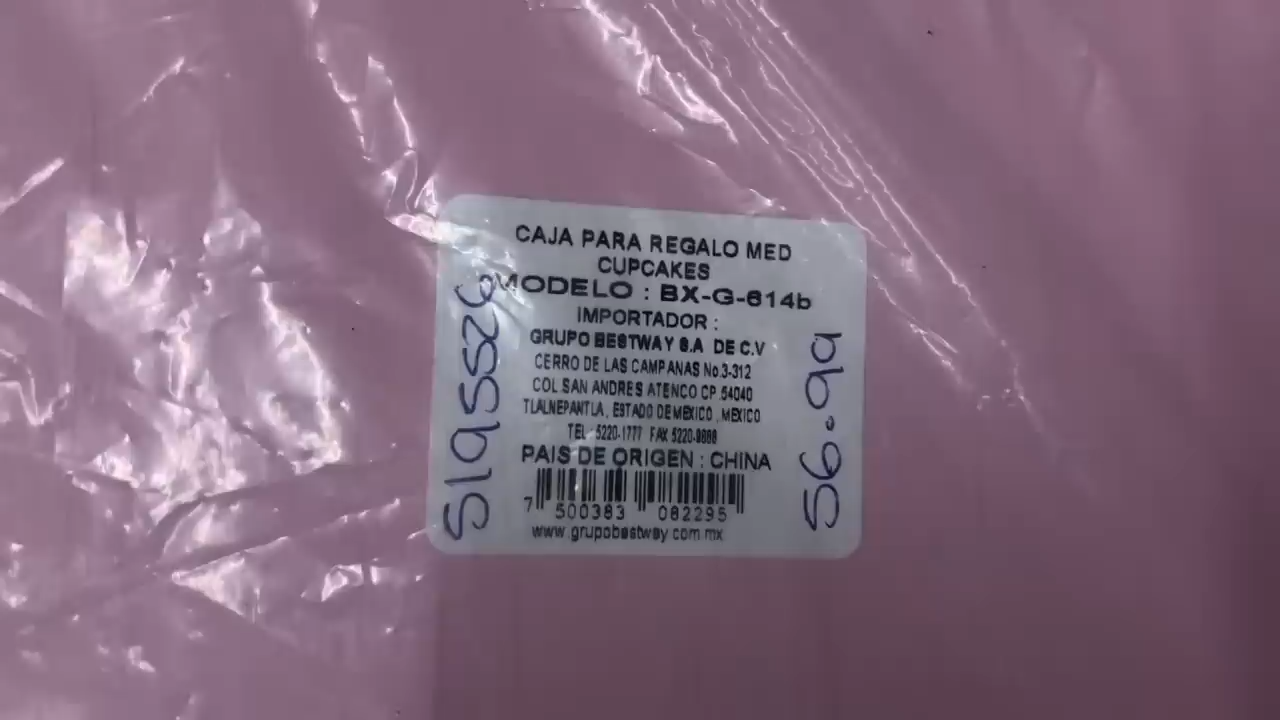 CAJA PARA REGALO MED
CUPCAKES
MODELO : BX-G-614b
IMPORTADOR :
GRUPO BESTWAY S.A DE C.V
CERRO DE LAS CAMPANAS No.3-312
COL SAN ANDRES ATENCO CP 54040
TLALNEPANTLA , ESTADO DE MEXICO , MEXICO
TEL : 5220-1777 FAX 5220-9888
PAIS DE ORIGEN : CHINA
7 500383 082295
www.grupobestway.com.mx
5195526
56.99